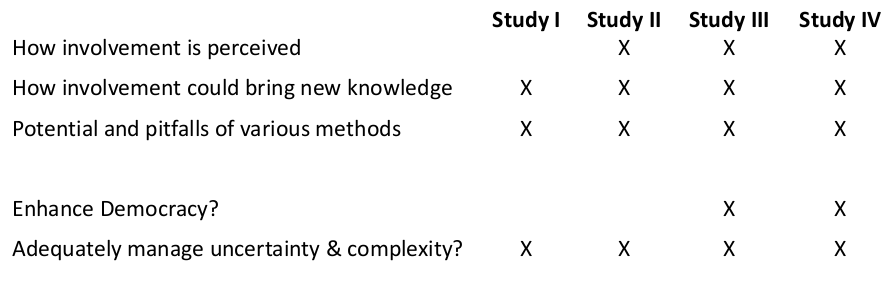 Study I Study II Study III Study IV
How involvement is perceived X X X
How involvement could bring new knowledge X X X X
Potential and pitfalls of various methods X X X X
Enhance Democracy? X X
Adequately manage uncertainty & complexity? X X X X